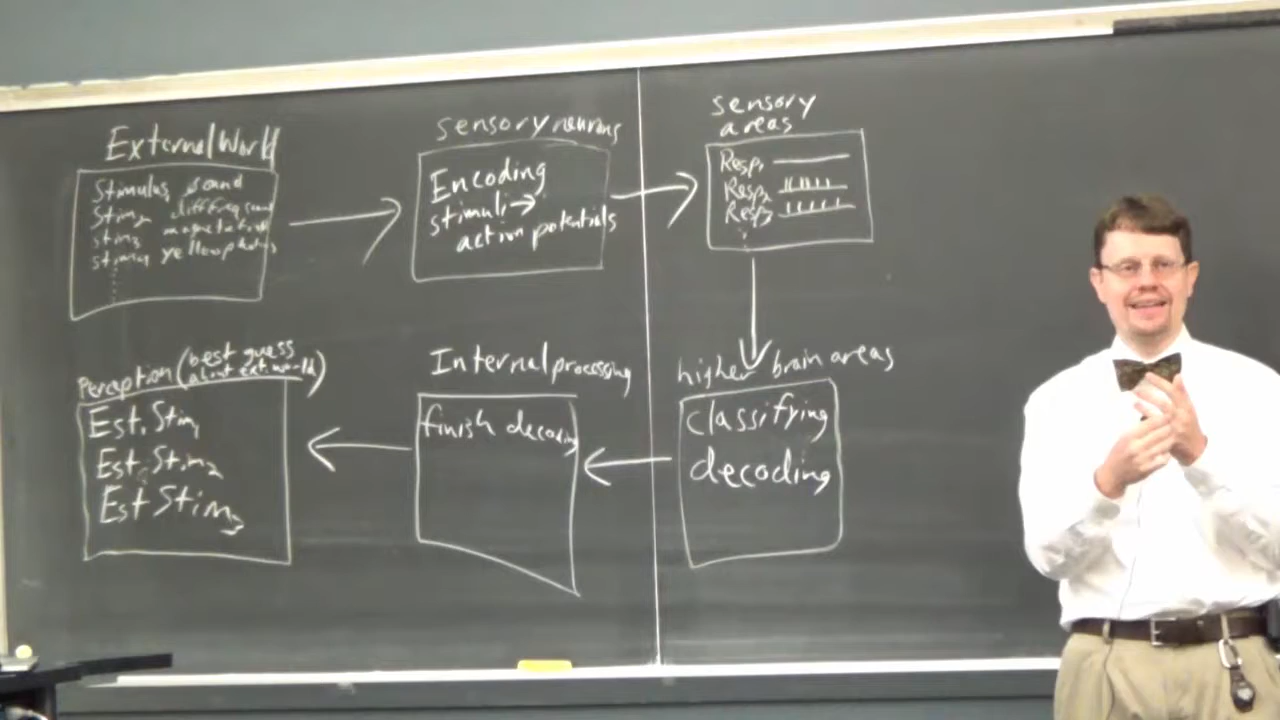 External World
Stimulus, sound
Stim2 diff freq sound
stim3 magnetic field
stim4 yellow photons
sensory neurons
Encoding
stimuli→
action potentials
sensory
areas
Resp1
Resp2
Resp3
Perception (best guess
about ext. world)
Est. Stim1
Est. Stim2
Est Stim3
Internal processing
finish decoding
higher brain areas
classifying
decoding